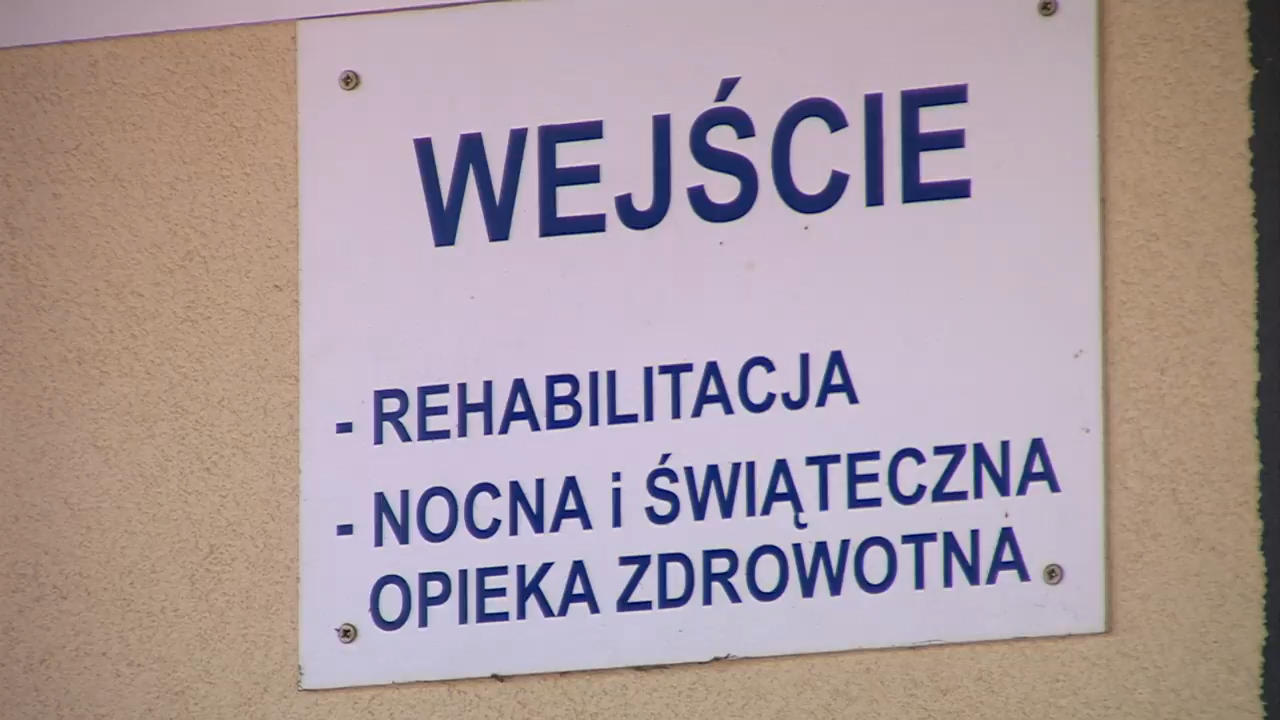 WEJŚCIE
- REHABILITACJA
- NOCNA i ŚWIĄTECZNA
OPIEKA ZDROWOTNA